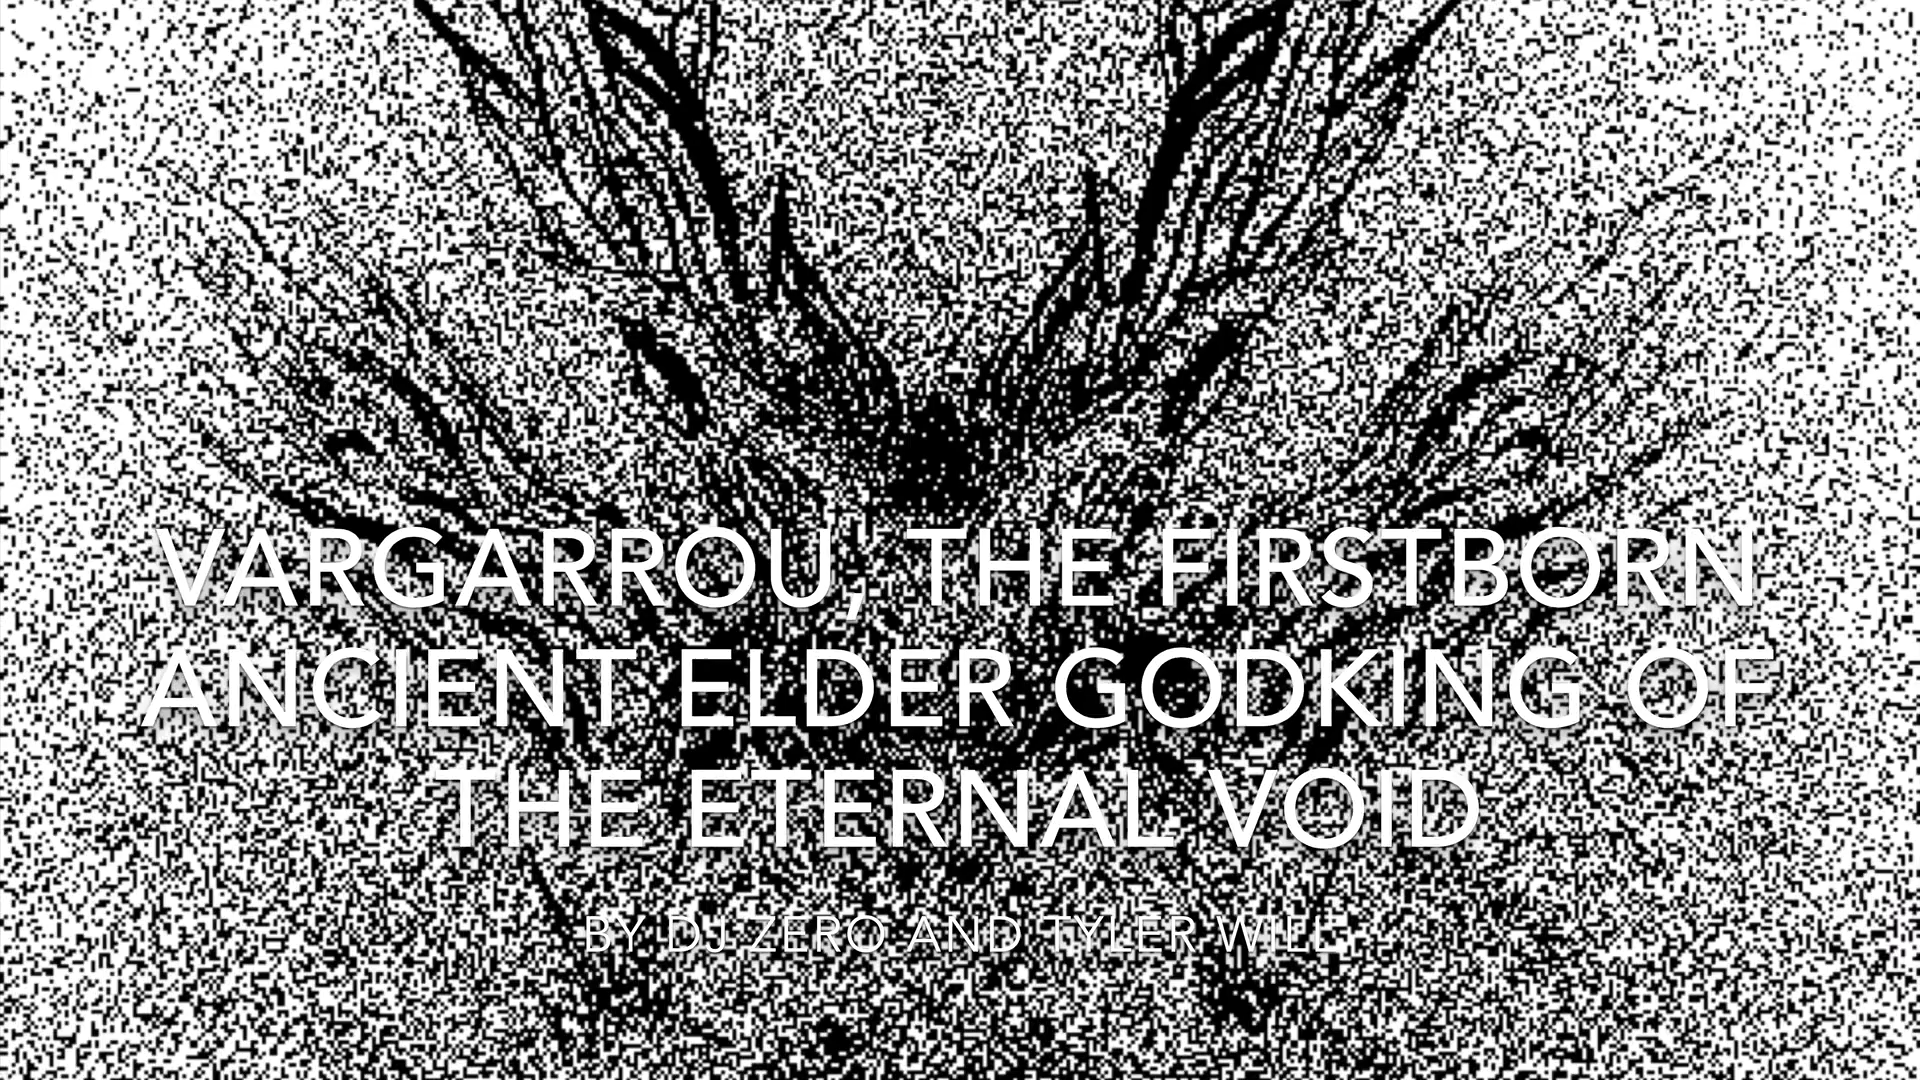 VARGARROU, THE FIRSTBORN
ANCIENT ELDER GODKING OF
THE ETERNAL VOID
BY DJ ZERO AND TYLER WILL